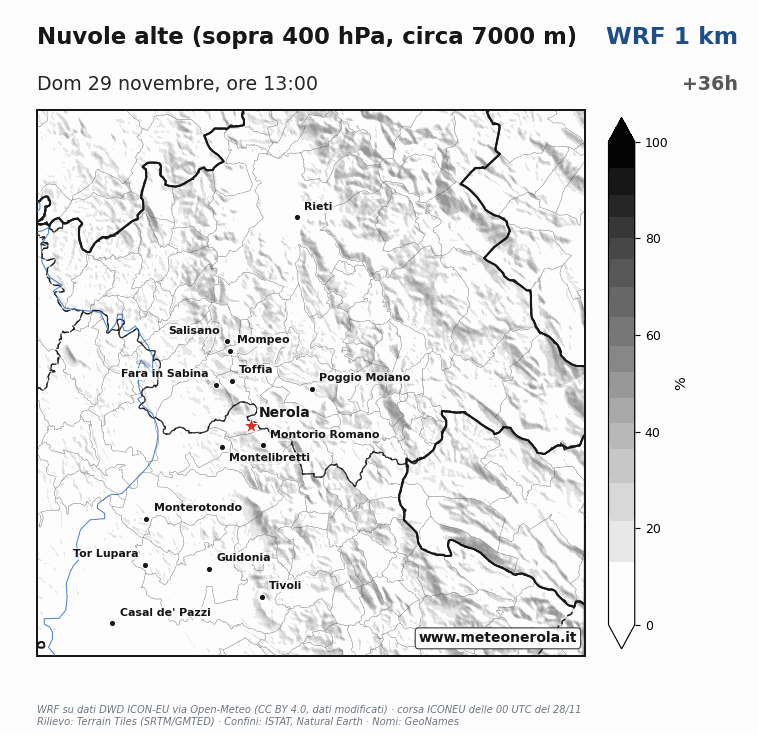 Nuvole alte (sopra 400 hPa, circa 7000 m) WRF 1 km
Dom 29 novembre, ore 13:00 +36h
100
80
60
40
20
0
%
Rieti
Salisano
Mompeo
Toffia
Fara in Sabina
Poggio Moiano
Nerola
Montorio Romano
Montelibretti
Monterotondo
Tor Lupara
Guidonia
Tivoli
Casal de' Pazzi
www.meteonerola.it
WRF su dati DWD ICON-EU via Open-Meteo (CC BY 4.0, dati modificati) · corsa ICONEU delle 00 UTC del 28/11
Rilievo: Terrain Tiles (SRTM/GMTED) · Confini: ISTAT, Natural Earth · Nomi: GeoNames